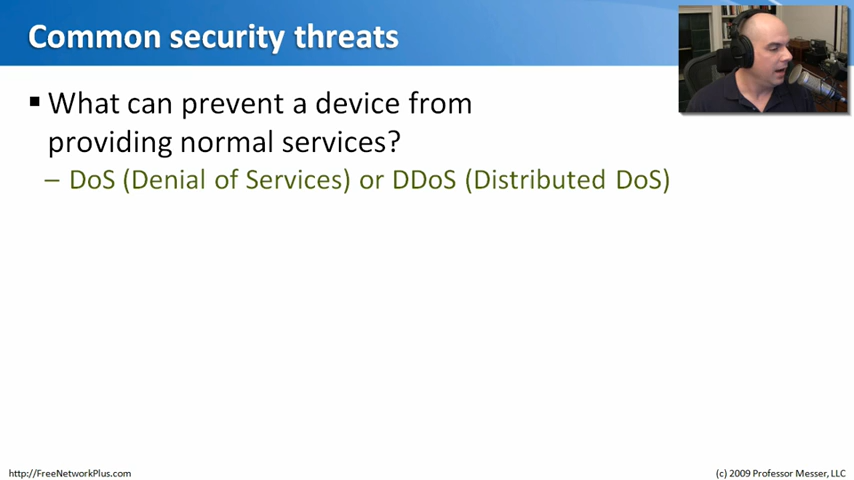 Common security threats
▪ What can prevent a device from
providing normal services?
– DoS (Denial of Services) or DDoS (Distributed DoS)
http://FreeNetworkPlus.com
(c) 2009 Professor Messer, LLC